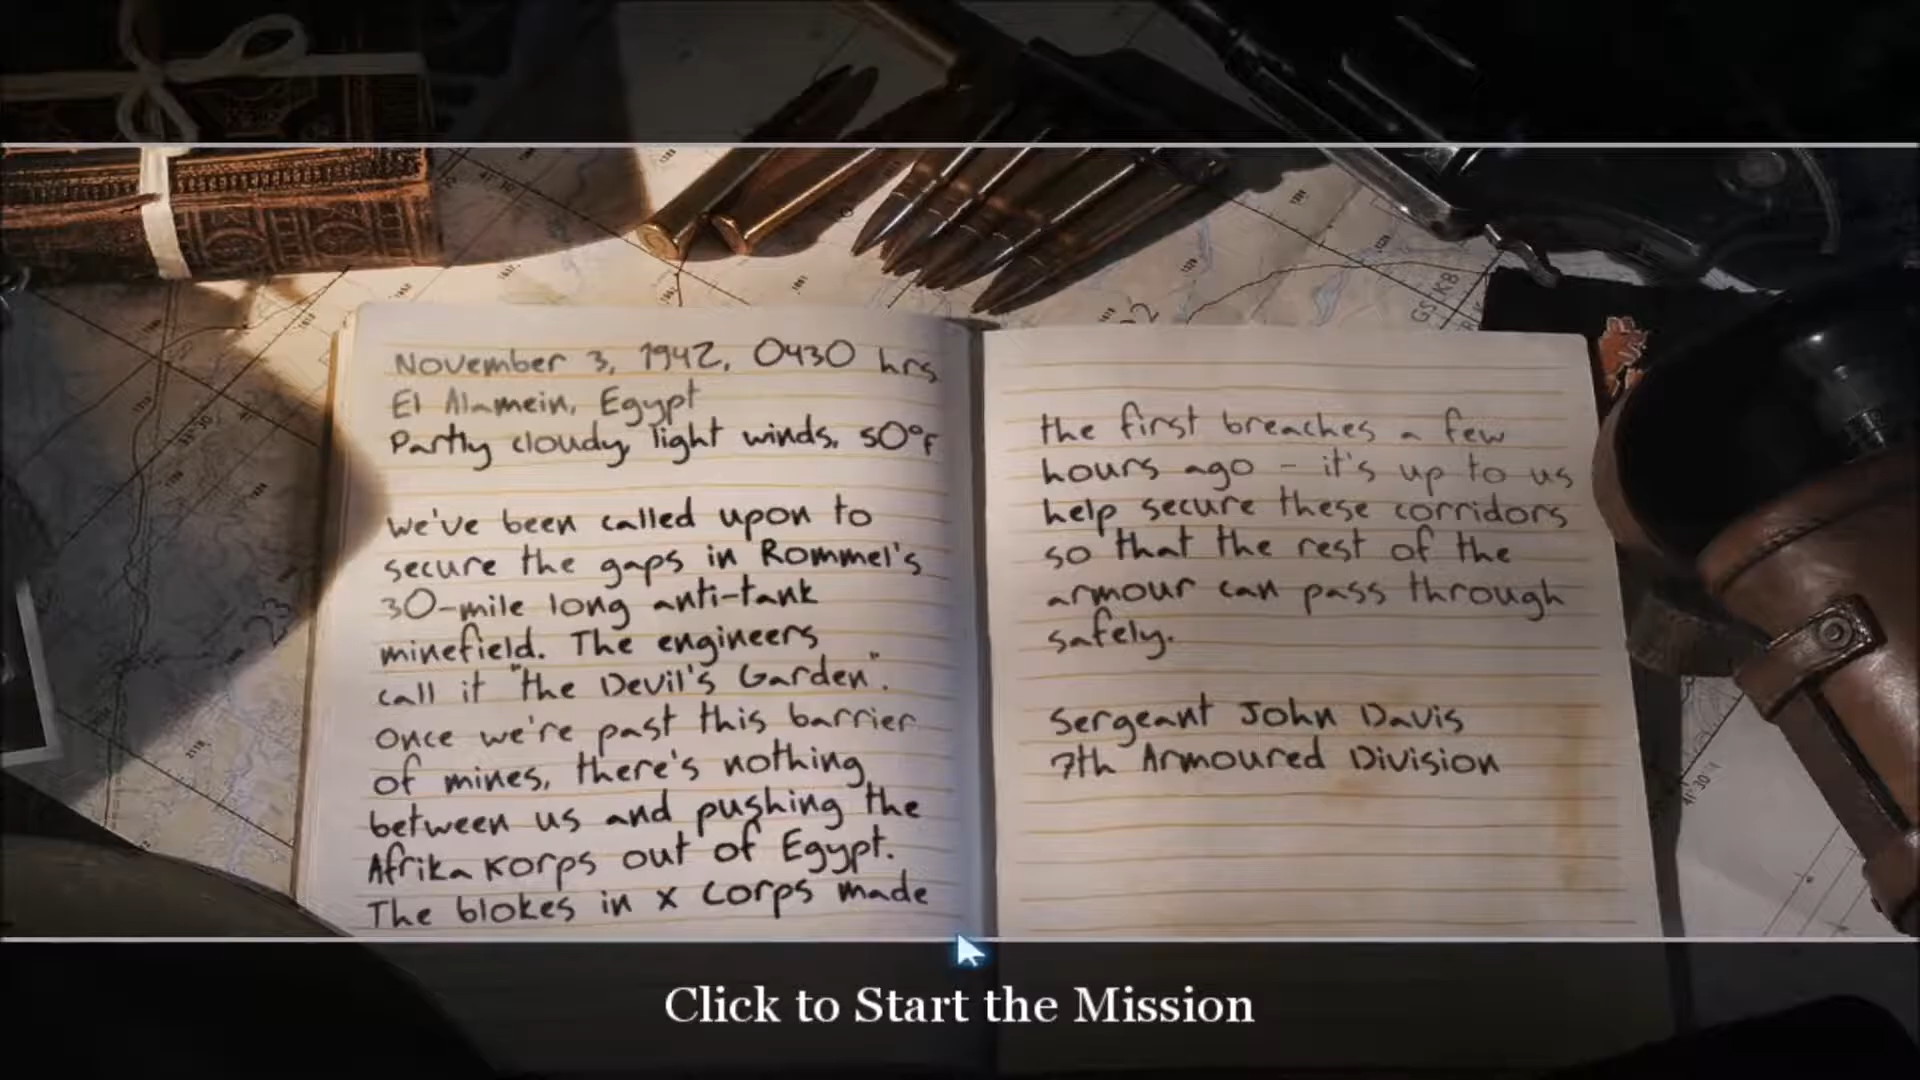 November 3, 1942, 0430 hrs
El Alamein, Egypt
Partly cloudy, light winds, 50°F
We've been called upon to
secure the gaps in Rommel's
30-mile long anti-tank
minefield. The engineers
call it "the Devil's Garden".
Once we're past this barrier
of mines, there's nothing
between us and pushing the
Afrika Korps out of Egypt.
The blokes in X Corps made
the first breaches a few
hours ago - it's up to us
help secure these corridors
so that the rest of the
armour can pass through
safely.
Sergeant John Davis
7th Armoured Division
Click to Start the Mission